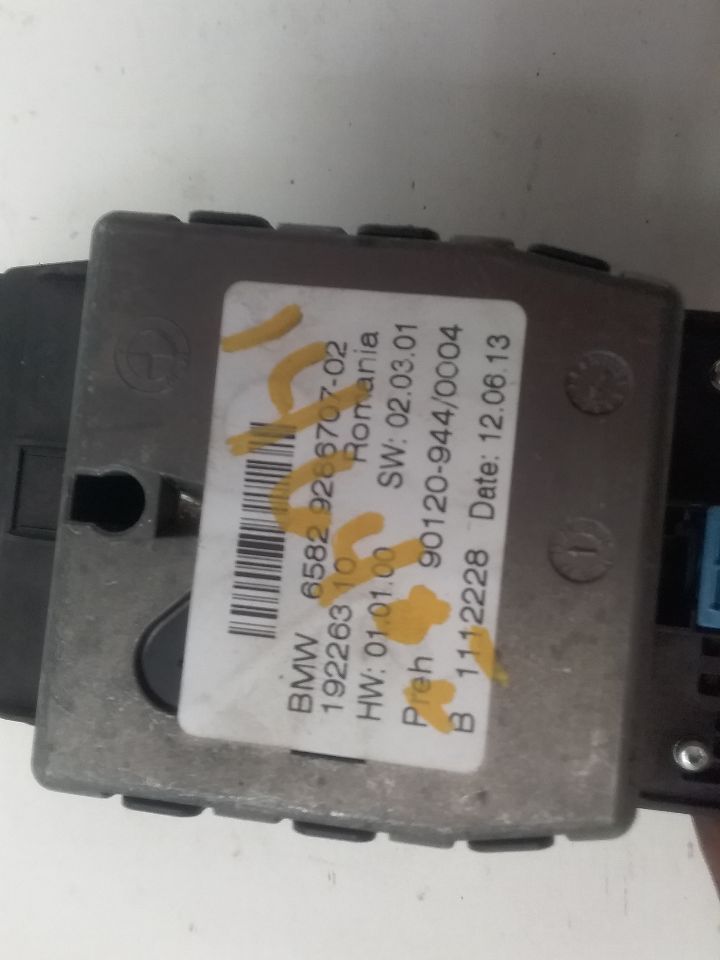 BMW 6582 9286707-02
192263 10 Romania
HW: 01.01.00 SW: 02.03.01
Preh 90120-944/0004
B 1112228 Date: 12.06.13